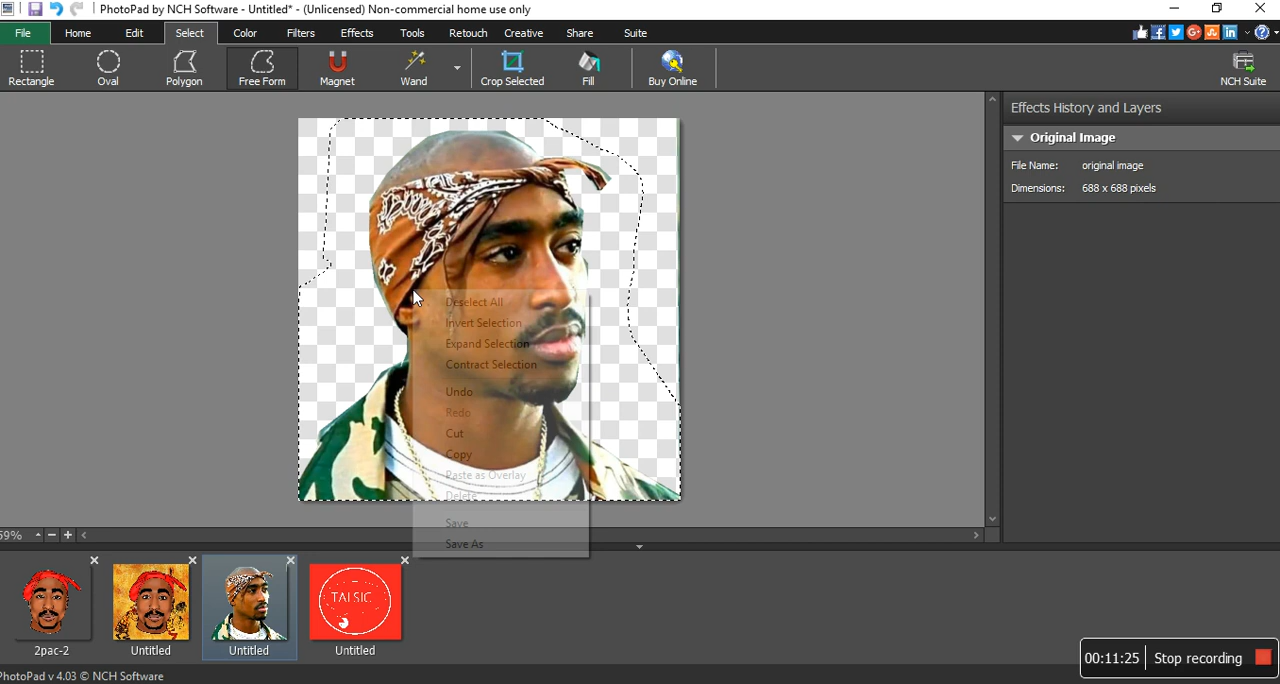 PhotoPad by NCH Software - Untitled* - (Unlicensed) Non-commercial home use only
File Home Edit Select Color Filters Effects Tools Retouch Creative Share Suite
Rectangle Oval Polygon Free Form Magnet Wand Crop Selected Fill Buy Online NCH Suite
Effects History and Layers
Original Image
File Name: original image
Dimensions: 688 x 688 pixels
Deselect All
Invert Selection
Expand Selection
Contract Selection
Undo
Redo
Cut
Copy
Paste as Overlay
Delete
Save
Save As
59%
TALSIC
2pac-2 Untitled Untitled Untitled
00:11:25 Stop recording
PhotoPad v 4.03 © NCH Software